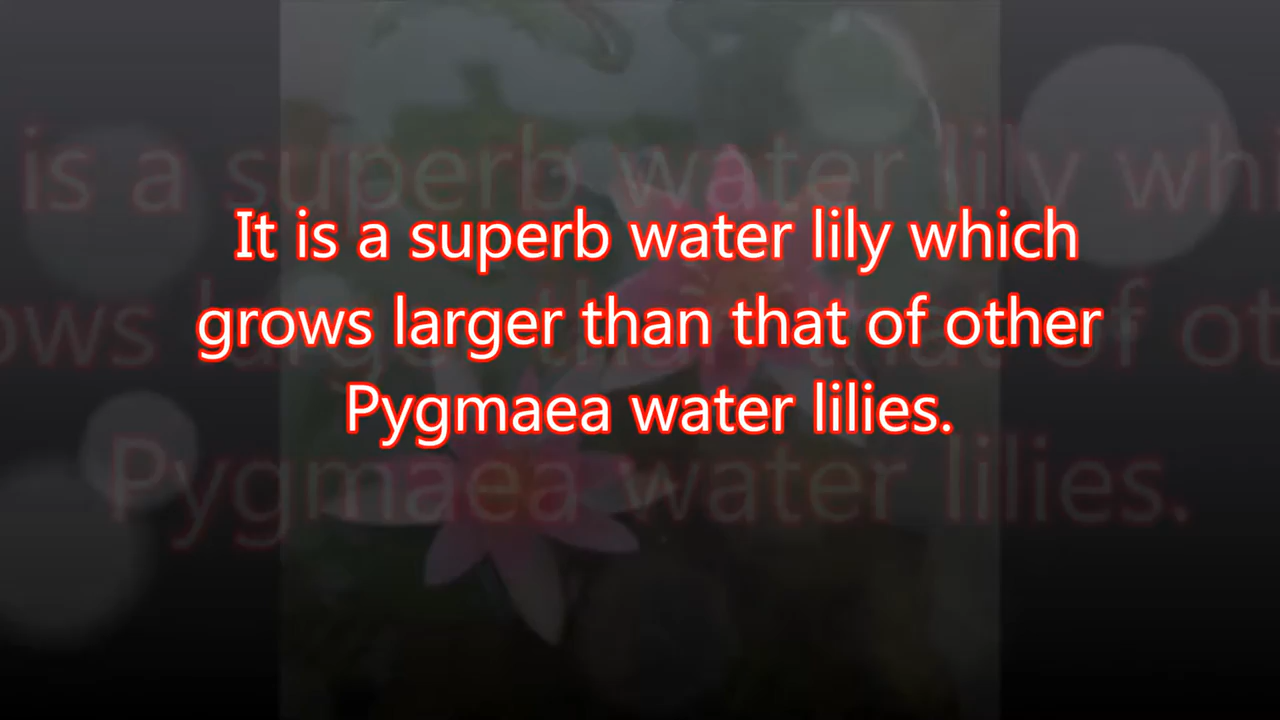 It is a superb water lily which
grows larger than that of other
Pygmaea water lilies.